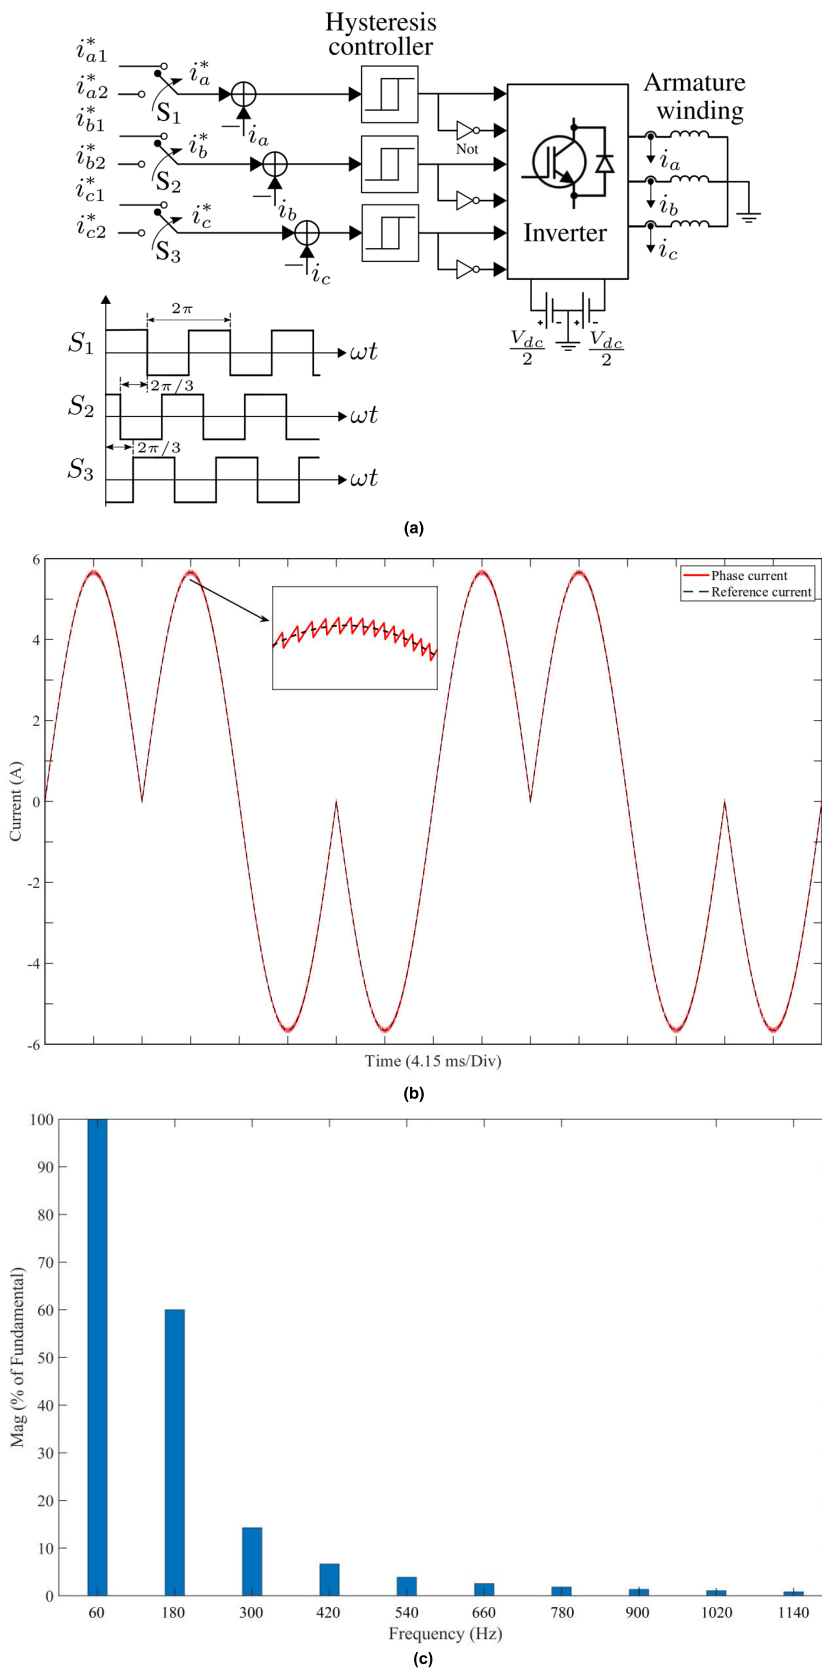 Hysteresis
controller
i*a1
i*a2
i*b1
i*b2
i*c1
i*c2
i*a
S1
i*b
S2
i*c
S3
−ia
−ib
−ic
Not
Inverter
Armature
winding
ia
ib
ic
+ - + -
Vdc/2
Vdc/2
S1
2π
ωt
S2
2π/3
ωt
S3
2π/3
ωt
(a)
6
4
2
0
-2
-4
-6
Current (A)
Phase current
Reference current
Time (4.15 ms/Div)
(b)
100
90
80
70
60
50
40
30
20
10
0
Mag (% of Fundamental)
60 180 300 420 540 660 780 900 1020 1140
Frequency (Hz)
(c)